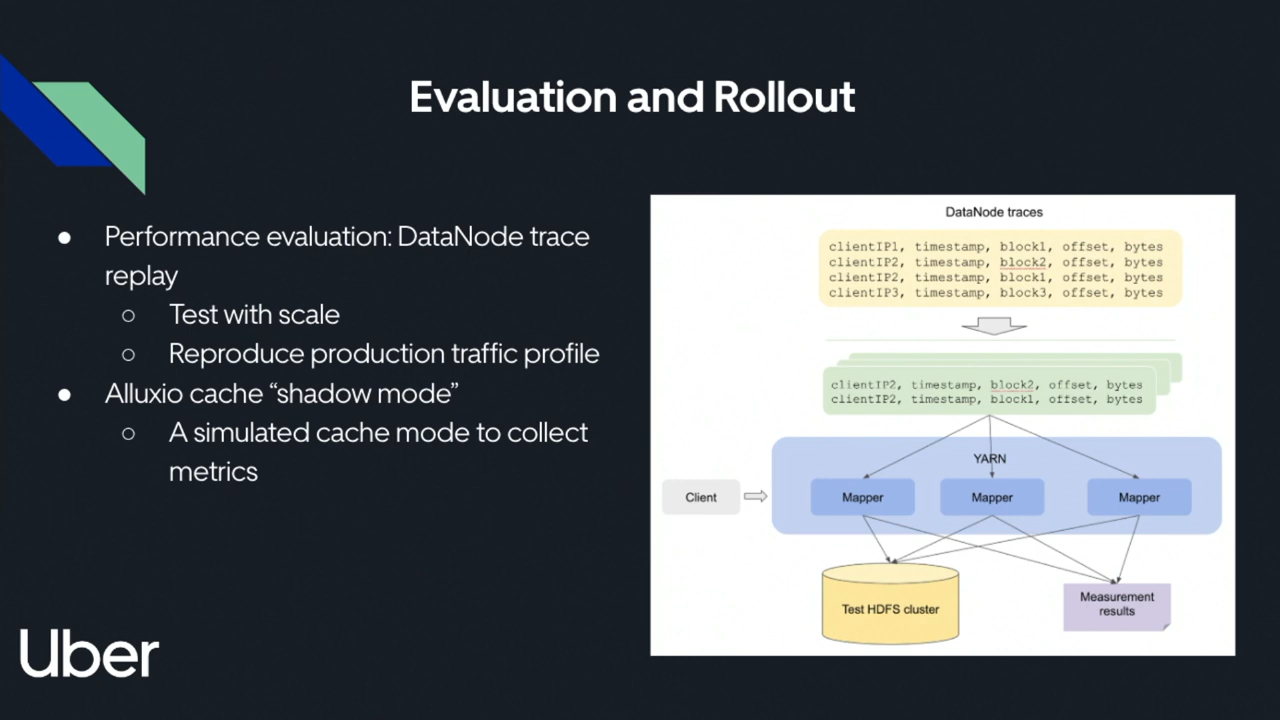 Evaluation and Rollout
● Performance evaluation: DataNode trace
replay
○ Test with scale
○ Reproduce production traffic profile
● Alluxio cache “shadow mode”
○ A simulated cache mode to collect
metrics
Uber
DataNode traces
clientIP1, timestamp, block1, offset, bytes
clientIP2, timestamp, block2, offset, bytes
clientIP2, timestamp, block1, offset, bytes
clientIP3, timestamp, block3, offset, bytes
clientIP2, timestamp, block2, offset, bytes
clientIP2, timestamp, block1, offset, bytes
YARN
Client
Mapper
Mapper
Mapper
Test HDFS cluster
Measurement
results